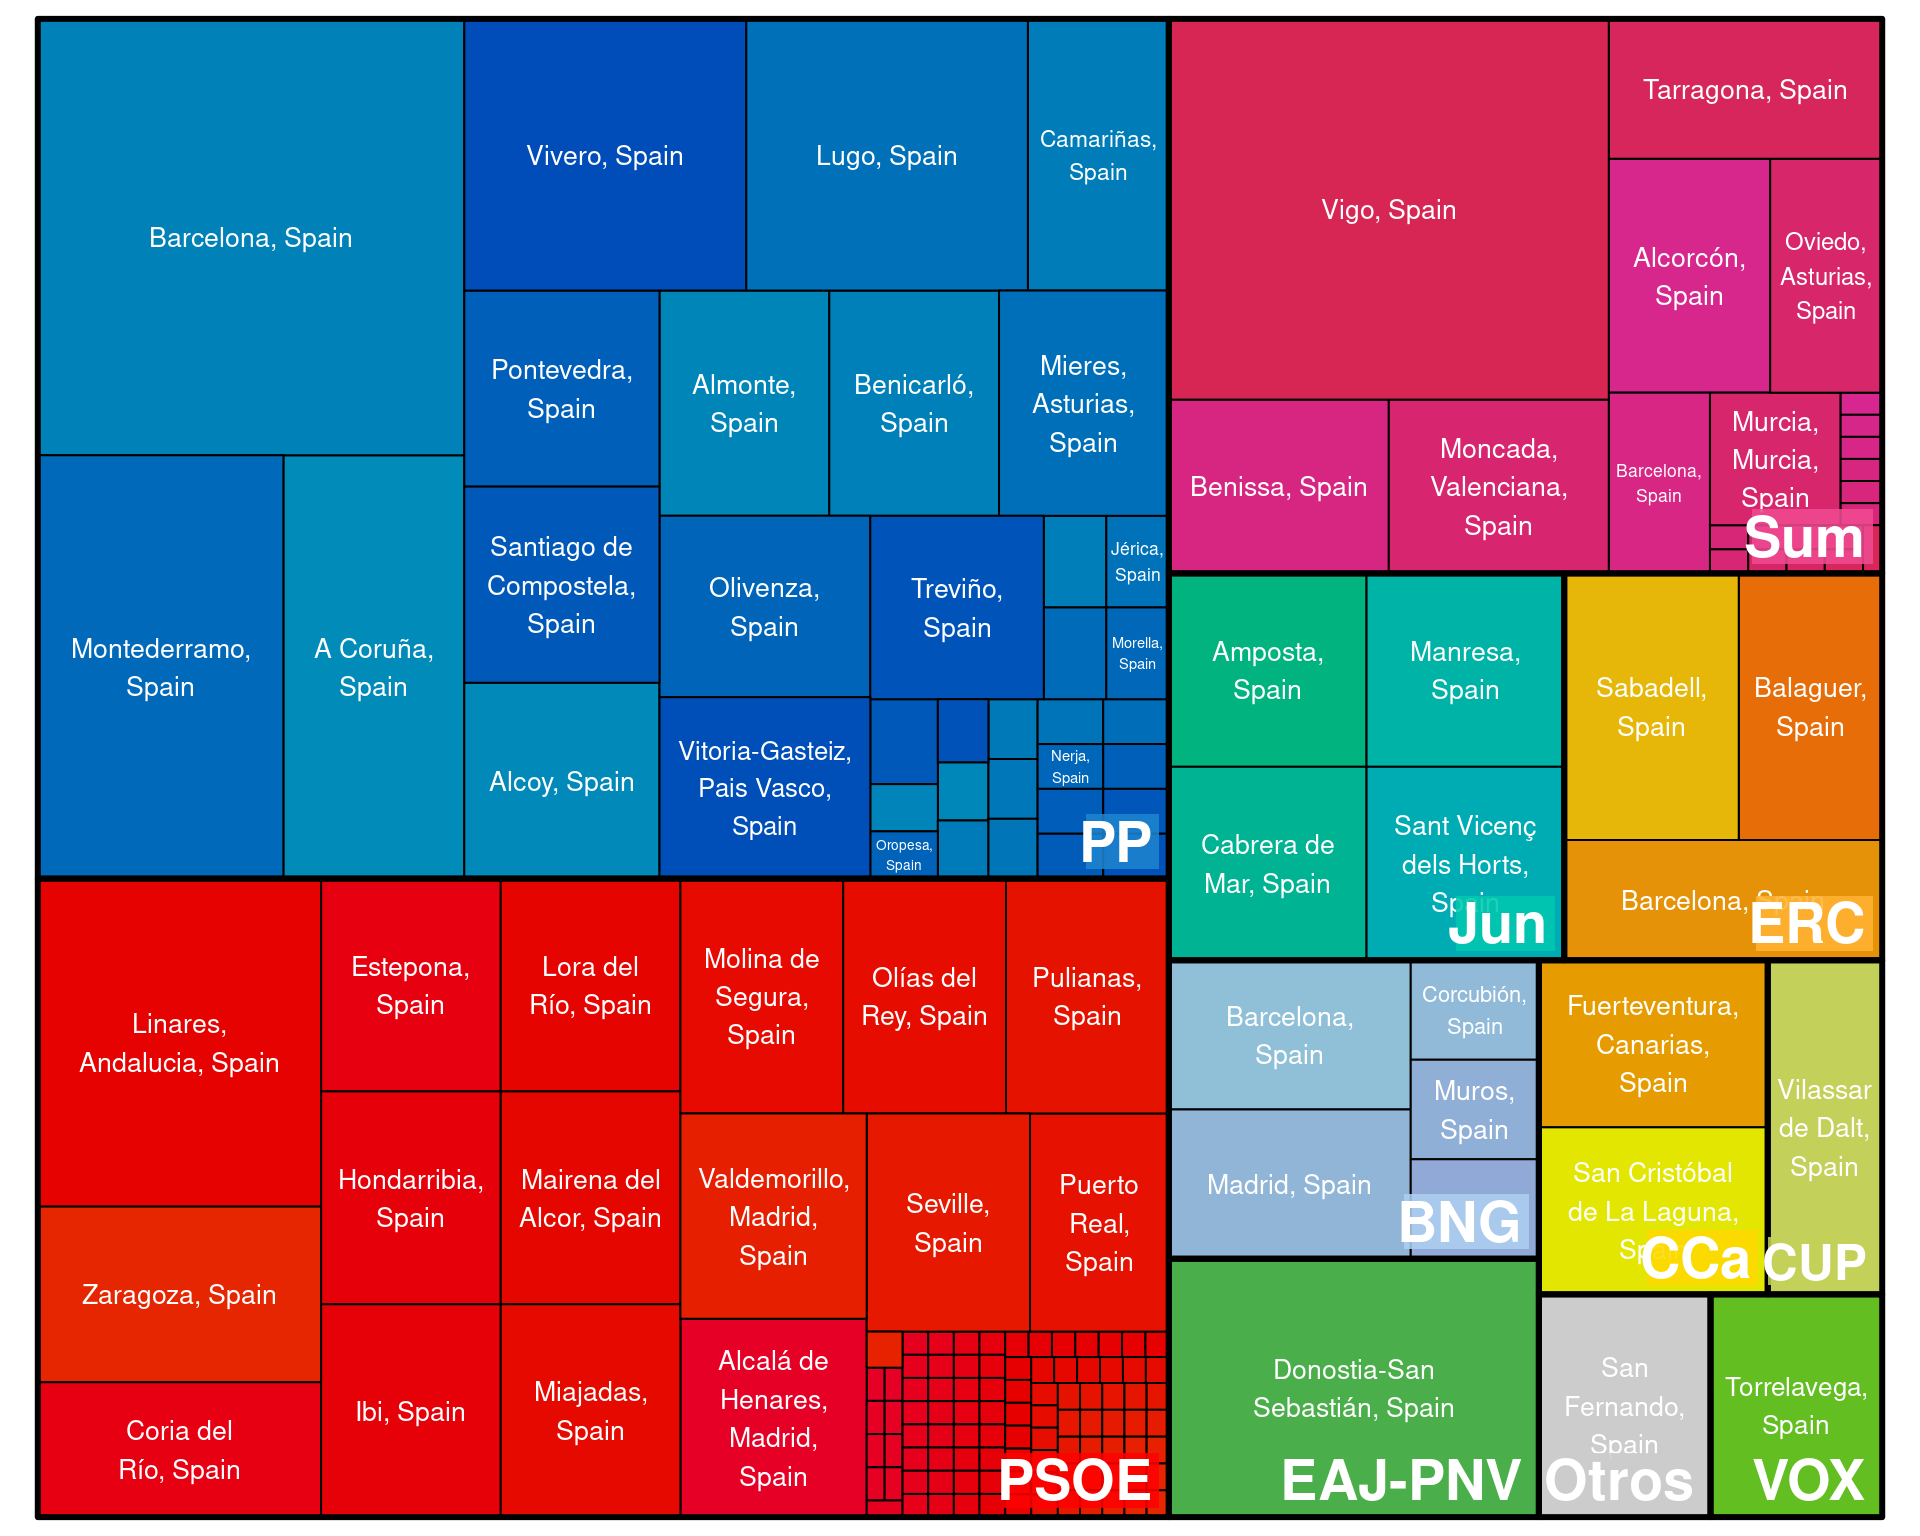 Barcelona, Spain
Vivero, Spain
Lugo, Spain
Camariñas,
Spain
Pontevedra,
Spain
Almonte,
Spain
Benicarló,
Spain
Mieres,
Asturias,
Spain
Montederramo,
Spain
A Coruña,
Spain
Santiago de
Compostela,
Spain
Alcoy, Spain
Olivenza,
Spain
Treviño,
Spain
Jérica,
Spain
Morella,
Spain
Vitoria-Gasteiz,
Pais Vasco,
Spain
Nerja,
Spain
Oropesa,
Spain
PP
Vigo, Spain
Tarragona, Spain
Alcorcón,
Spain
Oviedo,
Asturias,
Spain
Benissa, Spain
Moncada,
Valenciana,
Spain
Barcelona,
Spain
Murcia,
Murcia,
Spain
Sum
Amposta,
Spain
Manresa,
Spain
Cabrera de
Mar, Spain
Sant Vicenç
dels Horts,
Spain
Jun
Sabadell,
Spain
Balaguer,
Spain
Barcelona, Spain
ERC
Linares,
Andalucia, Spain
Zaragoza, Spain
Coria del
Río, Spain
Estepona,
Spain
Lora del
Río, Spain
Hondarribia,
Spain
Mairena del
Alcor, Spain
Ibi, Spain
Miajadas,
Spain
Molina de
Segura,
Spain
Olías del
Rey, Spain
Pulianas,
Spain
Valdemorillo,
Madrid,
Spain
Seville,
Spain
Puerto
Real,
Spain
Alcalá de
Henares,
Madrid,
Spain
PSOE
Barcelona,
Spain
Corcubión,
Spain
Muros,
Spain
Madrid, Spain
BNG
Fuerteventura,
Canarias,
Spain
San Cristóbal
de La Laguna,
Spain
CCa
Vilassar
de Dalt,
Spain
CUP
Donostia-San
Sebastián, Spain
EAJ-PNV
San
Fernando,
Spain
Otros
Torrelavega,
Spain
VOX